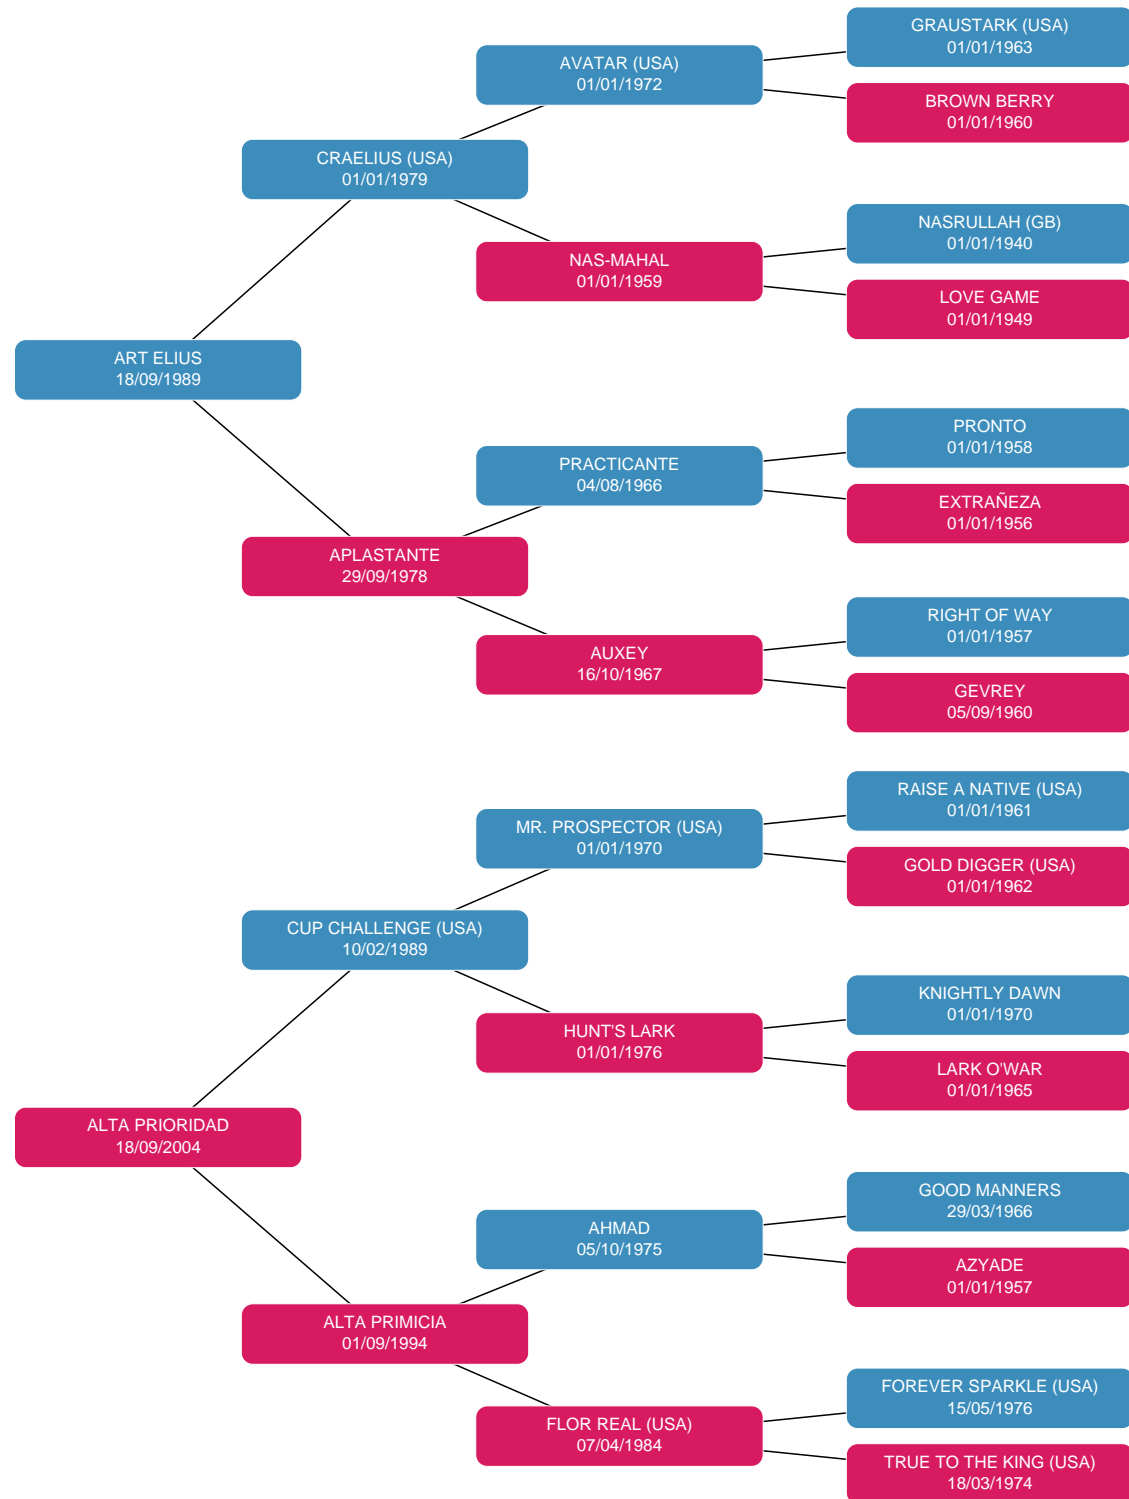 GRAUSTARK (USA)
01/01/1963
AVATAR (USA)
01/01/1972
BROWN BERRY
01/01/1960
CRAELIUS (USA)
01/01/1979
NASRULLAH (GB)
01/01/1940
NAS-MAHAL
01/01/1959
LOVE GAME
01/01/1949
ART ELIUS
18/09/1989
PRONTO
01/01/1958
PRACTICANTE
04/08/1966
EXTRAÑEZA
01/01/1956
APLASTANTE
29/09/1978
RIGHT OF WAY
01/01/1957
AUXEY
16/10/1967
GEVREY
05/09/1960
RAISE A NATIVE (USA)
01/01/1961
MR. PROSPECTOR (USA)
01/01/1970
GOLD DIGGER (USA)
01/01/1962
CUP CHALLENGE (USA)
10/02/1989
KNIGHTLY DAWN
01/01/1970
HUNT'S LARK
01/01/1976
LARK O'WAR
01/01/1965
ALTA PRIORIDAD
18/09/2004
GOOD MANNERS
29/03/1966
AHMAD
05/10/1975
AZYADE
01/01/1957
ALTA PRIMICIA
01/09/1994
FOREVER SPARKLE (USA)
15/05/1976
FLOR REAL (USA)
07/04/1984
TRUE TO THE KING (USA)
18/03/1974